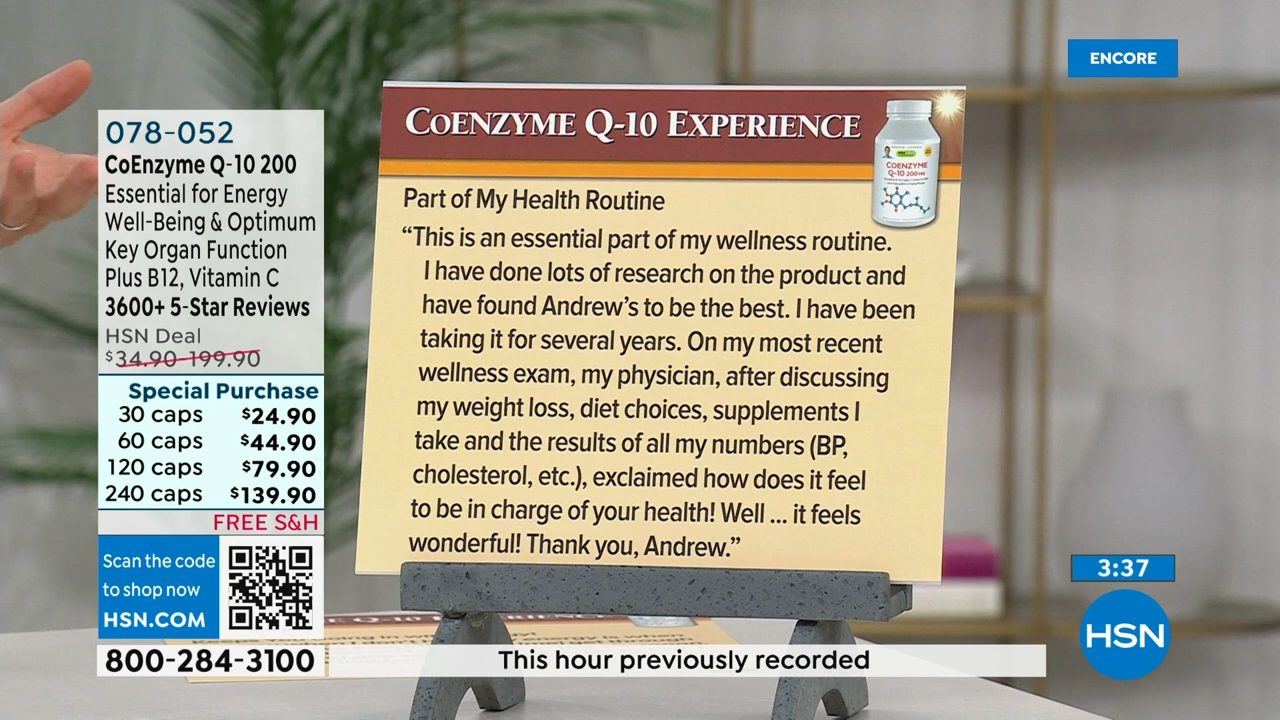 ENCORE
078-052
CoEnzyme Q-10 200
Essential for Energy
Well-Being & Optimum
Key Organ Function
Plus B12, Vitamin C
3600+ 5-Star Reviews
HSN Deal
$34.90-199.90
Special Purchase
30 caps $24.90
60 caps $44.90
120 caps $79.90
240 caps $139.90
FREE S&H
Scan the code
to shop now
HSN.COM
800-284-3100
This hour previously recorded
COENZYME Q-10 EXPERIENCE
COENZYME
Q-10 200 MG
Part of My Health Routine
“This is an essential part of my wellness routine.
I have done lots of research on the product and
have found Andrew’s to be the best. I have been
taking it for several years. On my most recent
wellness exam, my physician, after discussing
my weight loss, diet choices, supplements I
take and the results of all my numbers (BP,
cholesterol, etc.), exclaimed how does it feel
to be in charge of your health! Well ... it feels
wonderful! Thank you, Andrew.”
3:37
HSN